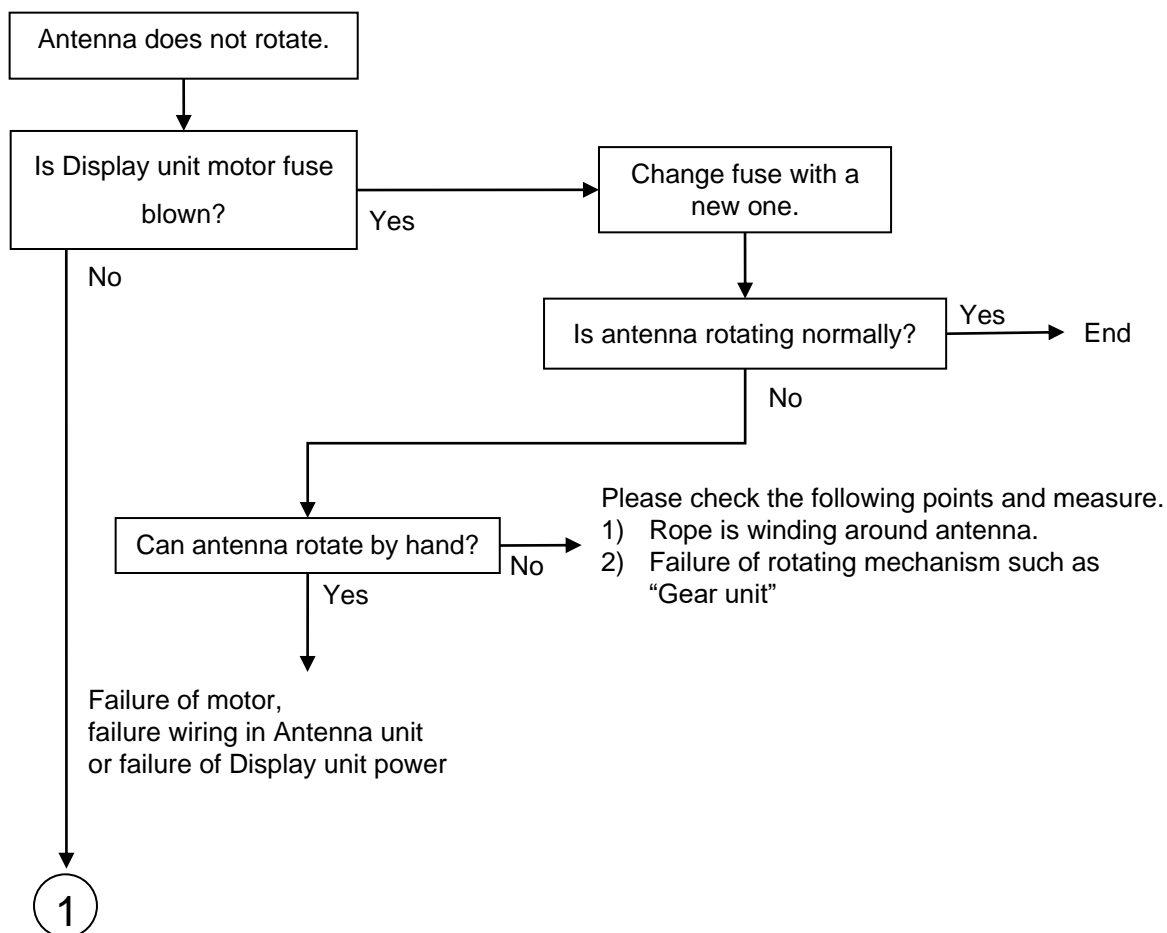 Antenna does not rotate.
Is Display unit motor fuse
blown?
Yes
No
Change fuse with a
new one.
Is antenna rotating normally?
Yes
End
No
Can antenna rotate by hand?
No
Yes
Please check the following points and measure.
1) Rope is winding around antenna.
2) Failure of rotating mechanism such as
“Gear unit”
Failure of motor,
failure wiring in Antenna unit
or failure of Display unit power
1